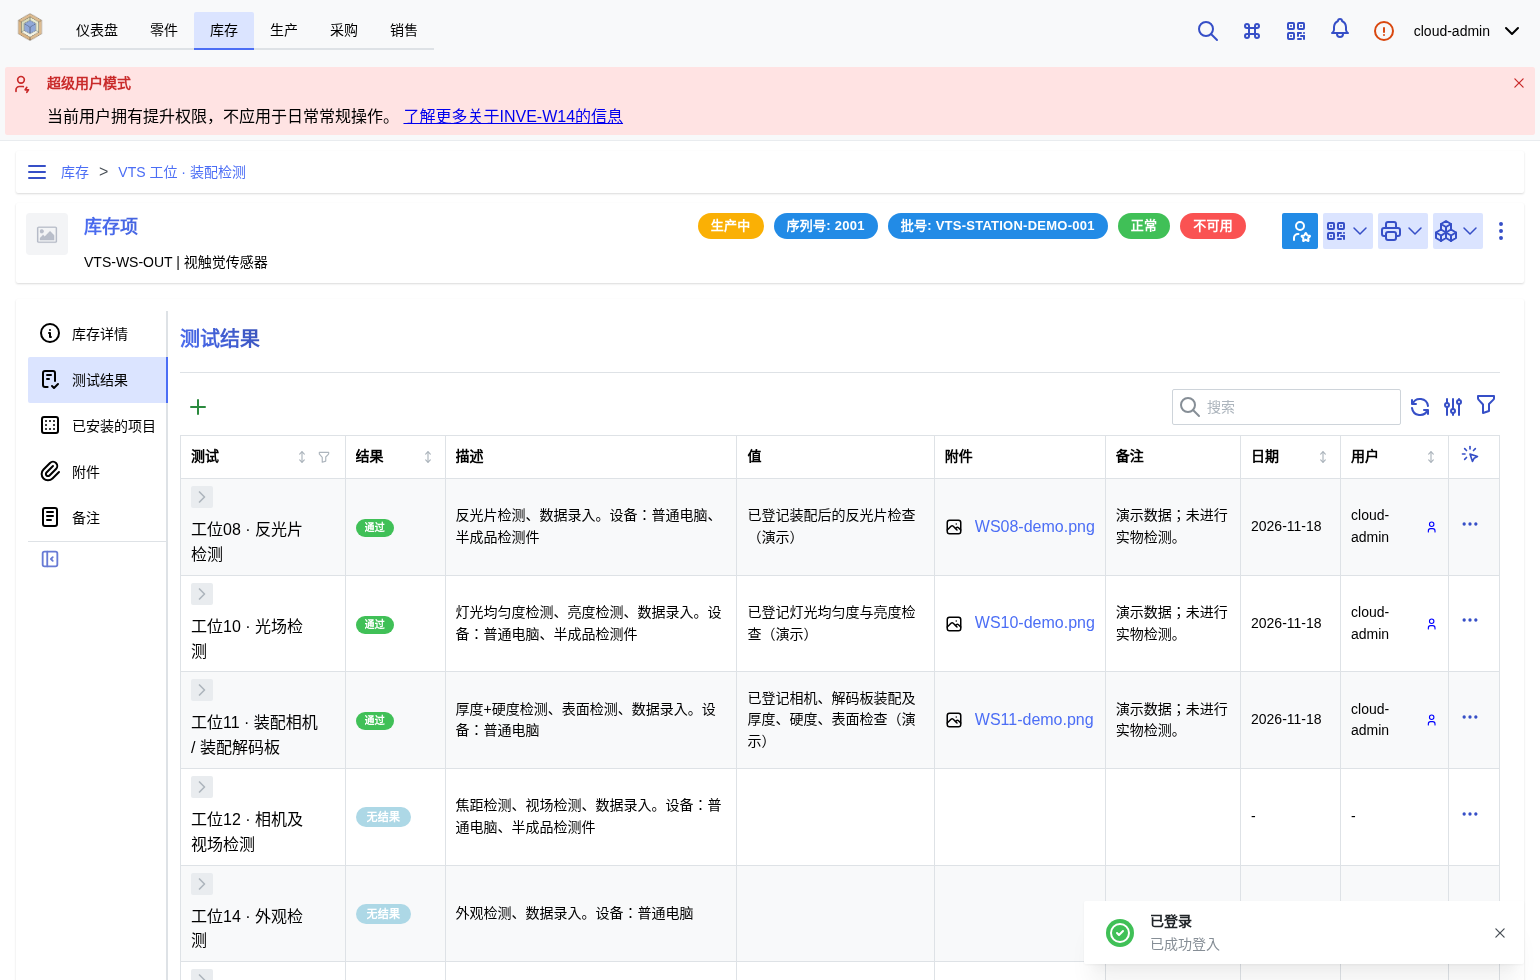 仪表盘 零件 库存 生产 采购 销售 cloud-admin
超级用户模式
当前用户拥有提升权限，不应用于日常常规操作。 了解更多关于INVE-W14的信息
库存 > VTS 工位 · 装配检测
库存项 生产中 序列号: 2001 批号: VTS-STATION-DEMO-001 正常 不可用
VTS-WS-OUT | 视触觉传感器
库存详情
测试结果
已安装的项目
附件
备注
测试结果
搜索
测试 结果 描述 值 附件 备注 日期 用户
工位08 · 反光片
检测
通过
反光片检测、数据录入。设备：普通电脑、
半成品检测件
已登记装配后的反光片检查
（演示）
WS08-demo.png
演示数据；未进行
实物检测。
2026-11-18
cloud-
admin
工位10 · 光场检
测
通过
灯光均匀度检测、亮度检测、数据录入。设
备：普通电脑、半成品检测件
已登记灯光均匀度与亮度检
查（演示）
WS10-demo.png
演示数据；未进行
实物检测。
2026-11-18
cloud-
admin
工位11 · 装配相机
/ 装配解码板
通过
厚度+硬度检测、表面检测、数据录入。设
备：普通电脑
已登记相机、解码板装配及
厚度、硬度、表面检查（演
示）
WS11-demo.png
演示数据；未进行
实物检测。
2026-11-18
cloud-
admin
工位12 · 相机及
视场检测
无结果
焦距检测、视场检测、数据录入。设备：普
通电脑、半成品检测件
-
-
工位14 · 外观检
测
无结果
外观检测、数据录入。设备：普通电脑
已登录
已成功登入